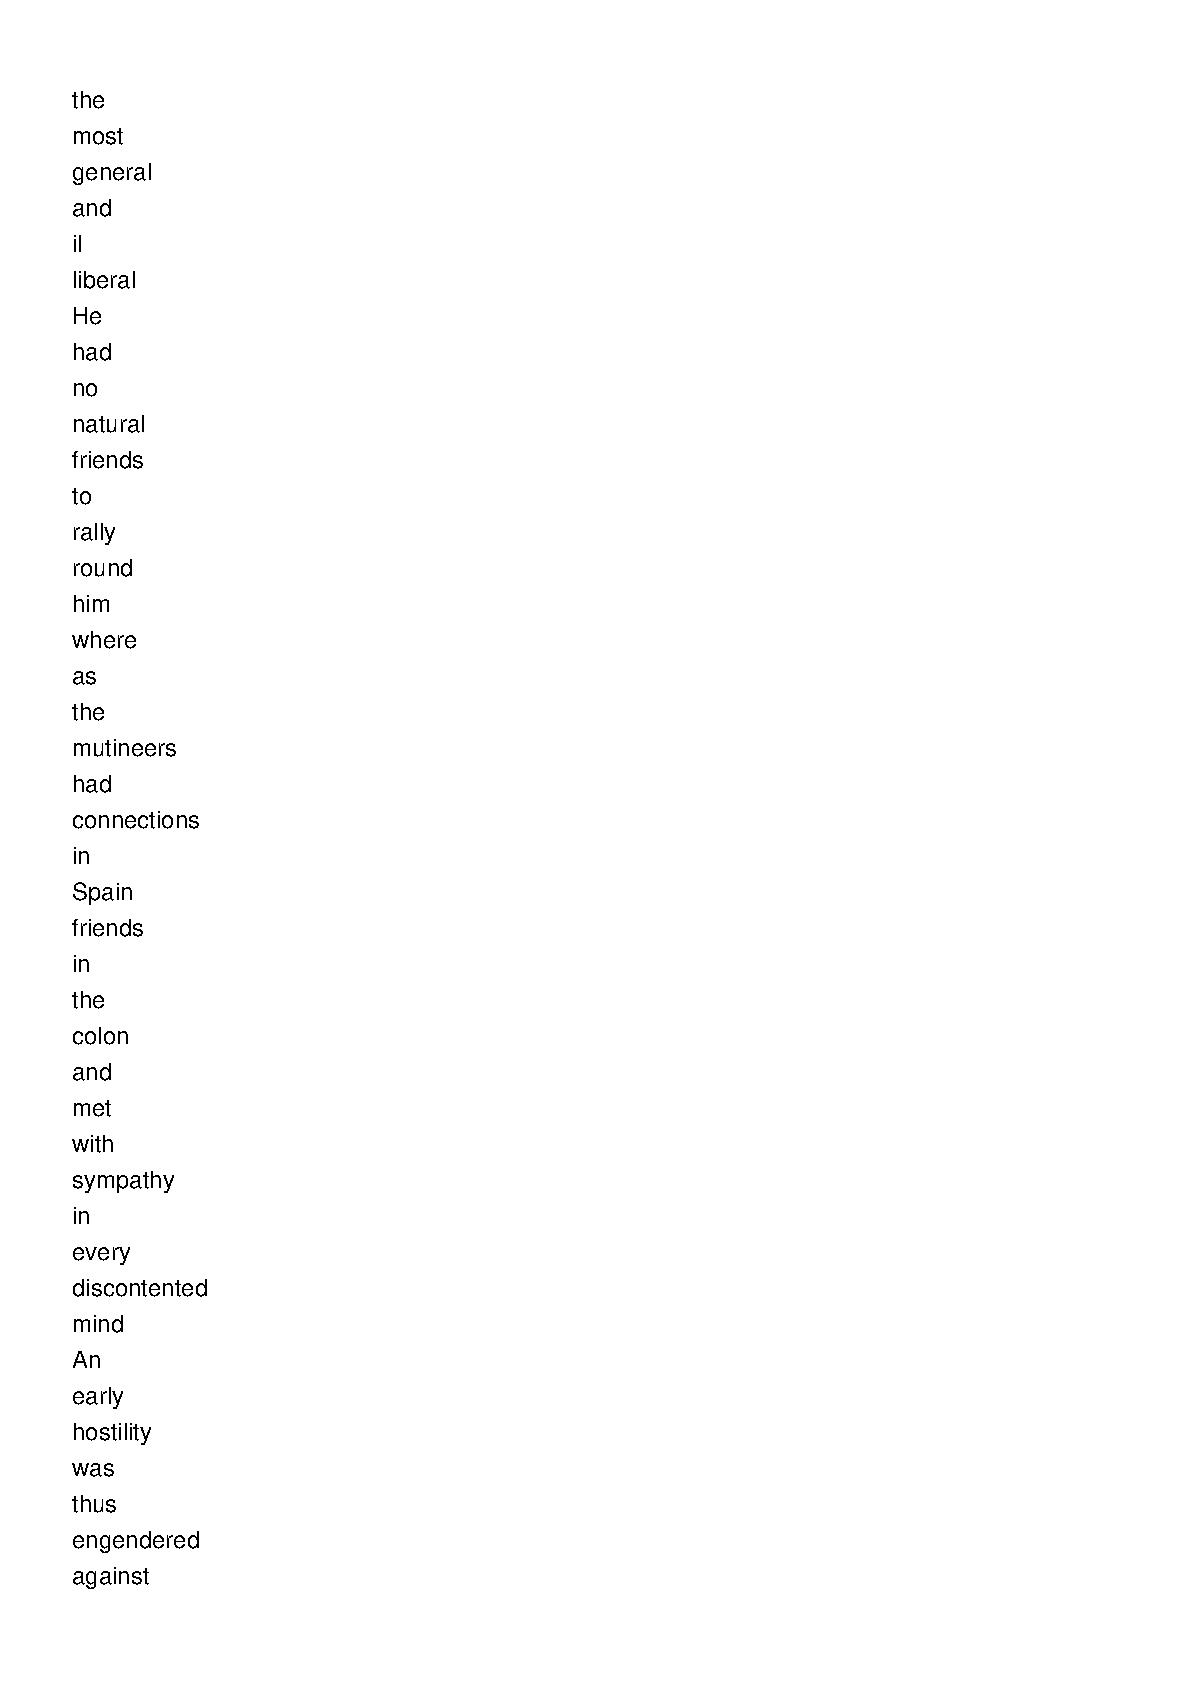 the
most
general
and
il
liberal
He
had
no
natural
friends
to
rally
round
him
where
as
the
mutineers
had
connections
in
Spain
friends
in
the
colon
and
met
with
sympathy
in
every
discontented
mind
An
early
hostility
was
thus
engendered
against